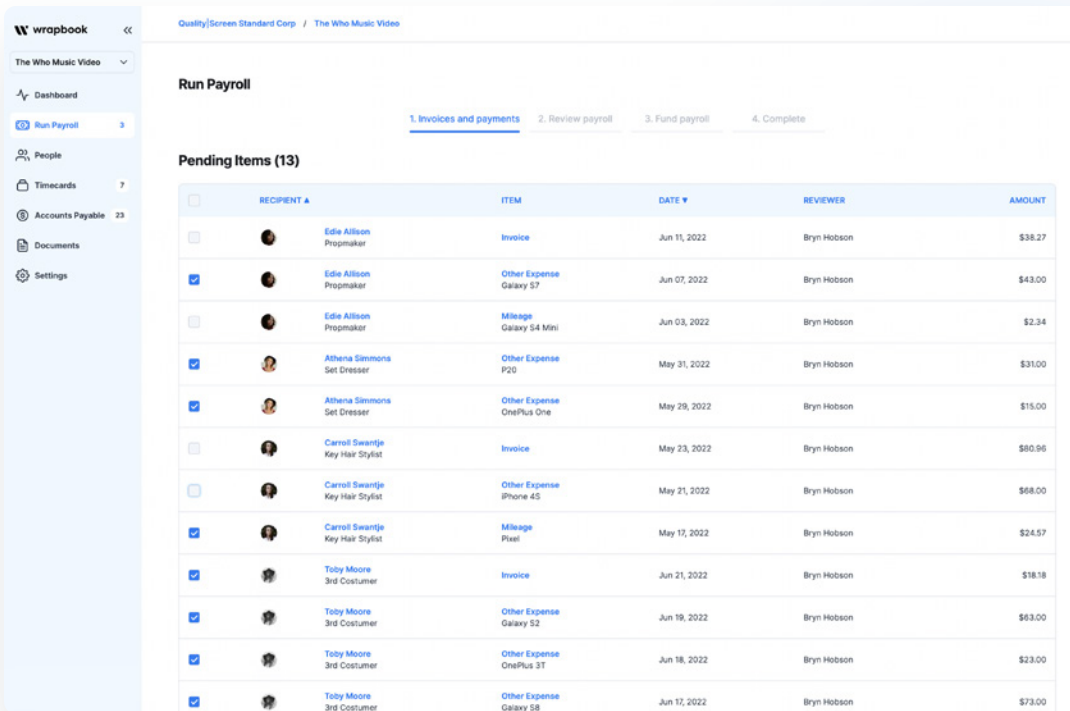 wrapbook
Quality|Screen Standard Corp / The Who Music Video
The Who Music Video
Dashboard
Run Payroll 3
People
Timecards 7
Accounts Payable 23
Documents
Settings
Run Payroll
1. Invoices and payments 2. Review payroll 3. Fund payroll 4. Complete
Pending Items (13)
RECIPIENT ▲ ITEM DATE ▼ REVIEWER AMOUNT
Edie Allison Invoice Jun 11, 2022 Bryn Hobson $38.27
Propmaker
Edie Allison Other Expense Jun 07, 2022 Bryn Hobson $43.00
Propmaker Galaxy S7
Edie Allison Mileage Jun 03, 2022 Bryn Hobson $2.34
Propmaker Galaxy S4 Mini
Athena Simmons Other Expense May 31, 2022 Bryn Hobson $31.00
Set Dresser P20
Athena Simmons Other Expense May 29, 2022 Bryn Hobson $15.00
Set Dresser OnePlus One
Carroll Swantje Invoice May 23, 2022 Bryn Hobson $80.96
Key Hair Stylist
Carroll Swantje Other Expense May 21, 2022 Bryn Hobson $68.00
Key Hair Stylist iPhone 4S
Carroll Swantje Mileage May 17, 2022 Bryn Hobson $24.57
Key Hair Stylist Pixel
Toby Moore Invoice Jun 21, 2022 Bryn Hobson $18.18
3rd Costumer
Toby Moore Other Expense Jun 19, 2022 Bryn Hobson $63.00
3rd Costumer Galaxy S2
Toby Moore Other Expense Jun 18, 2022 Bryn Hobson $23.00
3rd Costumer OnePlus 3T
Toby Moore Other Expense Jun 17, 2022 Bryn Hobson $73.00
3rd Costumer Galaxy S8